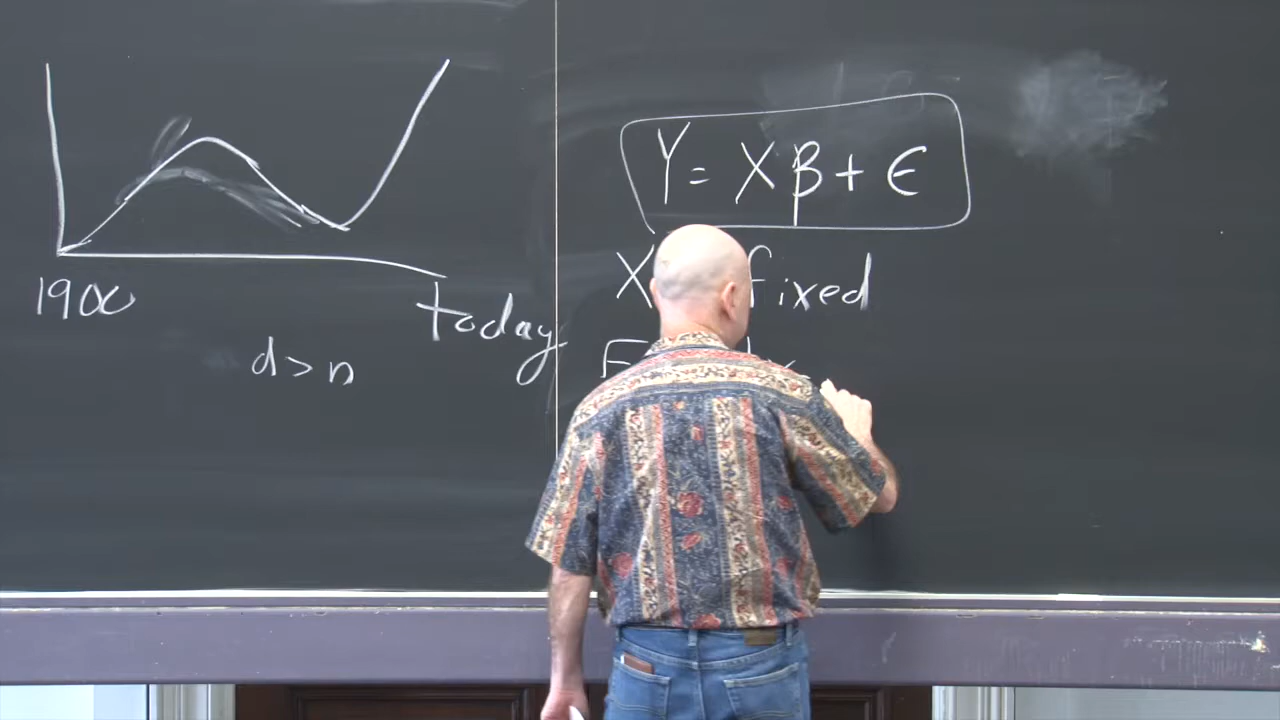 1900
today
d > n
Y = Xβ + ϵ
X fixed